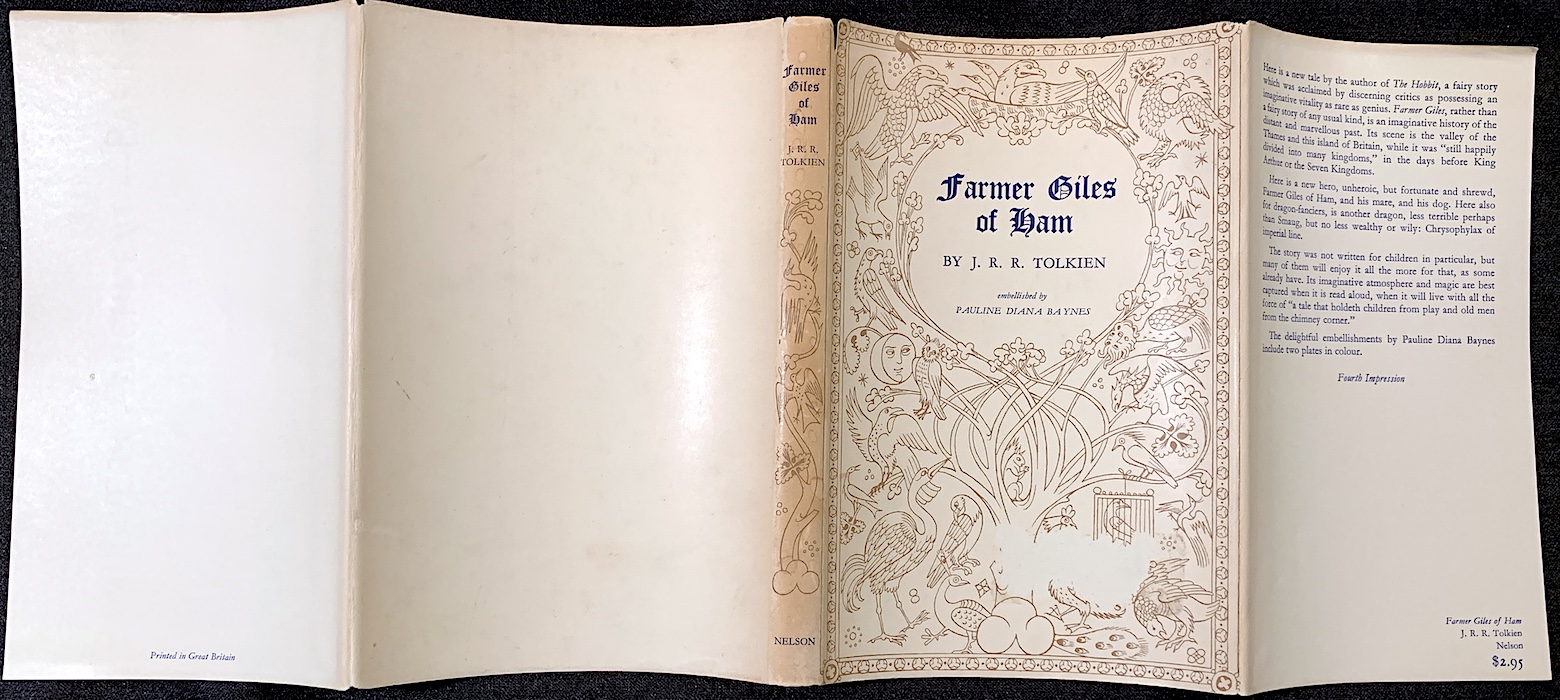 Printed in Great Britain
Farmer
Giles
of
Ham
J. R. R.
TOLKIEN
NELSON
Farmer Giles
of Ham
BY J. R. R. TOLKIEN
embellished by
PAULINE DIANA BAYNES
Here is a new tale by the author of The Hobbit, a fairy story
which was acclaimed by discerning critics as possessing an
imaginative vitality as rare as genius. Farmer Giles, rather than
a fairy story of any usual kind, is an imaginative history of the
distant and marvellous past. Its scene is the valley of the
Thames and this island of Britain, while it was “still happily
divided into many kingdoms,” in the days before King
Arthur or the Seven Kingdoms.
Here is a new hero, unheroic, but fortunate and shrewd,
Farmer Giles of Ham, and his mare, and his dog. Here also
for dragon-fanciers, is another dragon, less terrible perhaps
than Smaug, but no less wealthy or wily: Chrysophylax of
imperial line.
The story was not written for children in particular, but
many of them will enjoy it all the more for that, as some
already have. Its imaginative atmosphere and magic are best
captured when it is read aloud, when it will live with all the
force of “a tale that holdeth children from play and old men
from the chimney corner.”
The delightful embellishments by Pauline Diana Baynes
include two plates in colour.
Fourth Impression
Farmer Giles of Ham
J. R. R. Tolkien
Nelson
$2.95